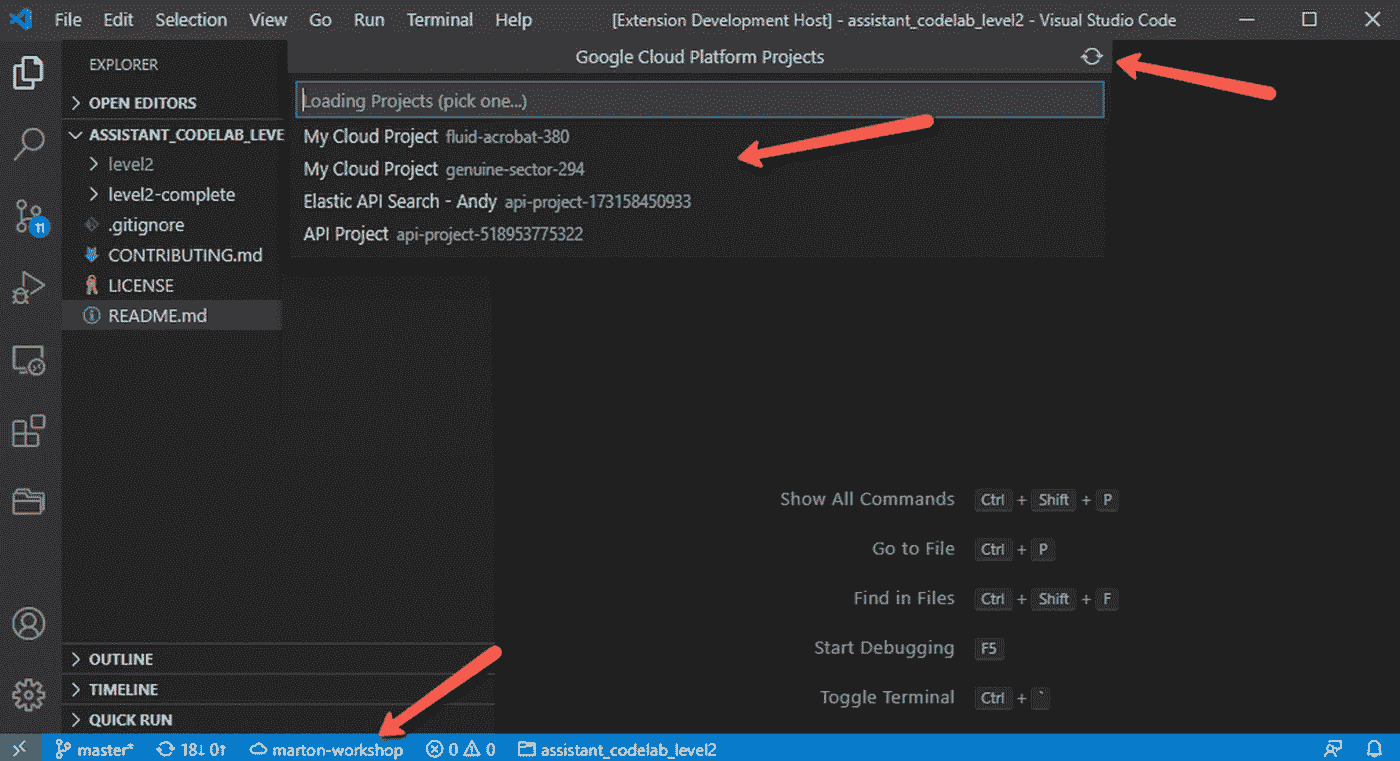 File Edit Selection View Go Run Terminal Help [Extension Development Host] - assistant_codelab_level2 - Visual Studio Code
EXPLORER
OPEN EDITORS
ASSISTANT_CODELAB_LEVE
level2
level2-complete
.gitignore
CONTRIBUTING.md
LICENSE
README.md
11
Google Cloud Platform Projects
Loading Projects (pick one...)
My Cloud Project fluid-acrobat-380
My Cloud Project genuine-sector-294
Elastic API Search - Andy api-project-173158450933
API Project api-project-518953775322
Show All Commands Ctrl + Shift + P
Go to File Ctrl + P
Find in Files Ctrl + Shift + F
Start Debugging F5
Toggle Terminal Ctrl + `
OUTLINE
TIMELINE
QUICK RUN
master* 18↓ 0↑ marton-workshop 0 0 assistant_codelab_level2